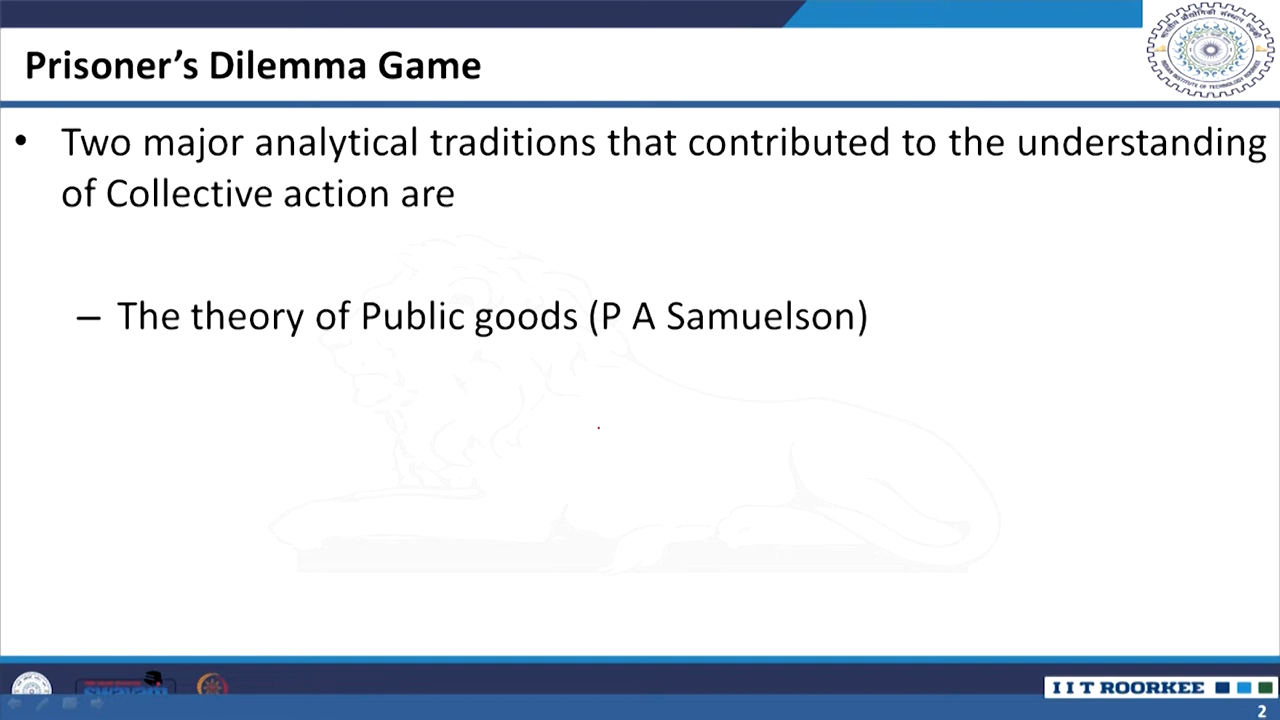 Prisoner’s Dilemma Game
• Two major analytical traditions that contributed to the understanding
of Collective action are
– The theory of Public goods (P A Samuelson)
swayam
I I T ROORKEE
2